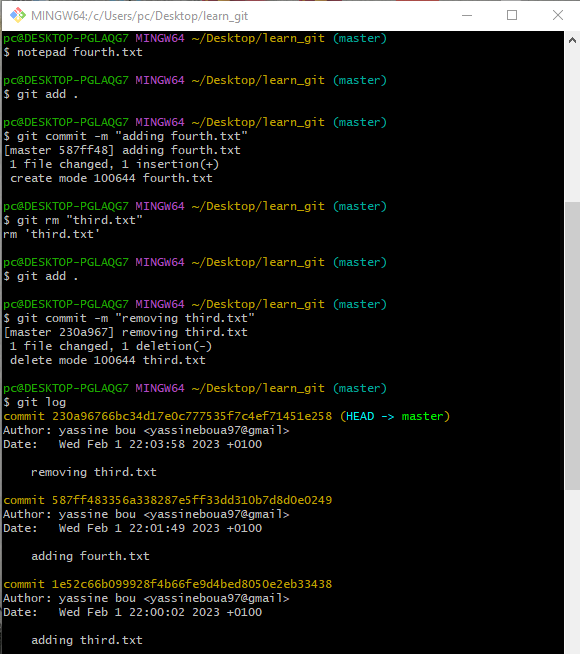 MINGW64:/c/Users/pc/Desktop/learn_git
pc@DESKTOP-PGLAQG7 MINGW64 ~/Desktop/learn_git (master)
$ notepad fourth.txt
pc@DESKTOP-PGLAQG7 MINGW64 ~/Desktop/learn_git (master)
$ git add .
pc@DESKTOP-PGLAQG7 MINGW64 ~/Desktop/learn_git (master)
$ git commit -m "adding fourth.txt"
[master 587ff48] adding fourth.txt
 1 file changed, 1 insertion(+)
 create mode 100644 fourth.txt
pc@DESKTOP-PGLAQG7 MINGW64 ~/Desktop/learn_git (master)
$ git rm "third.txt"
rm 'third.txt'
pc@DESKTOP-PGLAQG7 MINGW64 ~/Desktop/learn_git (master)
$ git add .
pc@DESKTOP-PGLAQG7 MINGW64 ~/Desktop/learn_git (master)
$ git commit -m "removing third.txt"
[master 230a967] removing third.txt
 1 file changed, 1 deletion(-)
 delete mode 100644 third.txt
pc@DESKTOP-PGLAQG7 MINGW64 ~/Desktop/learn_git (master)
$ git log
commit 230a96766bc34d17e0c777535f7c4ef71451e258 (HEAD -> master)
Author: yassine bou <yassineboua97@gmail>
Date:   Wed Feb 1 22:03:58 2023 +0100
    removing third.txt
commit 587ff483356a338287e5ff33dd310b7d8d0e0249
Author: yassine bou <yassineboua97@gmail>
Date:   Wed Feb 1 22:01:49 2023 +0100
    adding fourth.txt
commit 1e52c66b099928f4b66fe9d4bed8050e2eb33438
Author: yassine bou <yassineboua97@gmail>
Date:   Wed Feb 1 22:00:02 2023 +0100
    adding third.txt